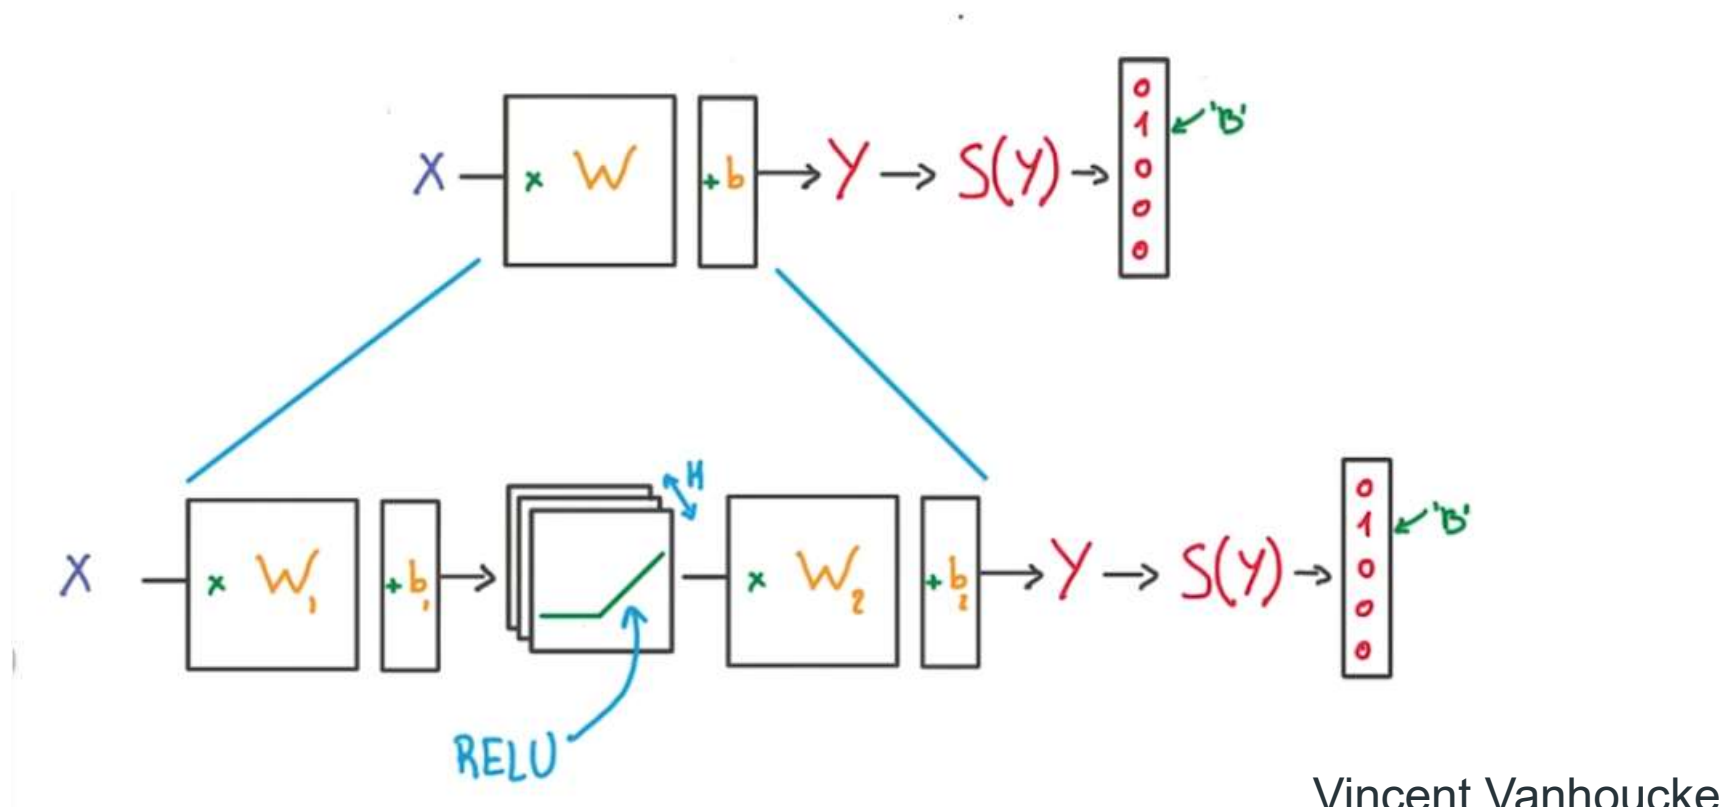 X × W + b → Y → S(Y) → 0 1 0 0 0 'B'
H
X × W1 + b1 → × W2 + b2 → Y → S(Y) → 0 1 0 0 0 'B'
RELU
Vincent Vanhoucke